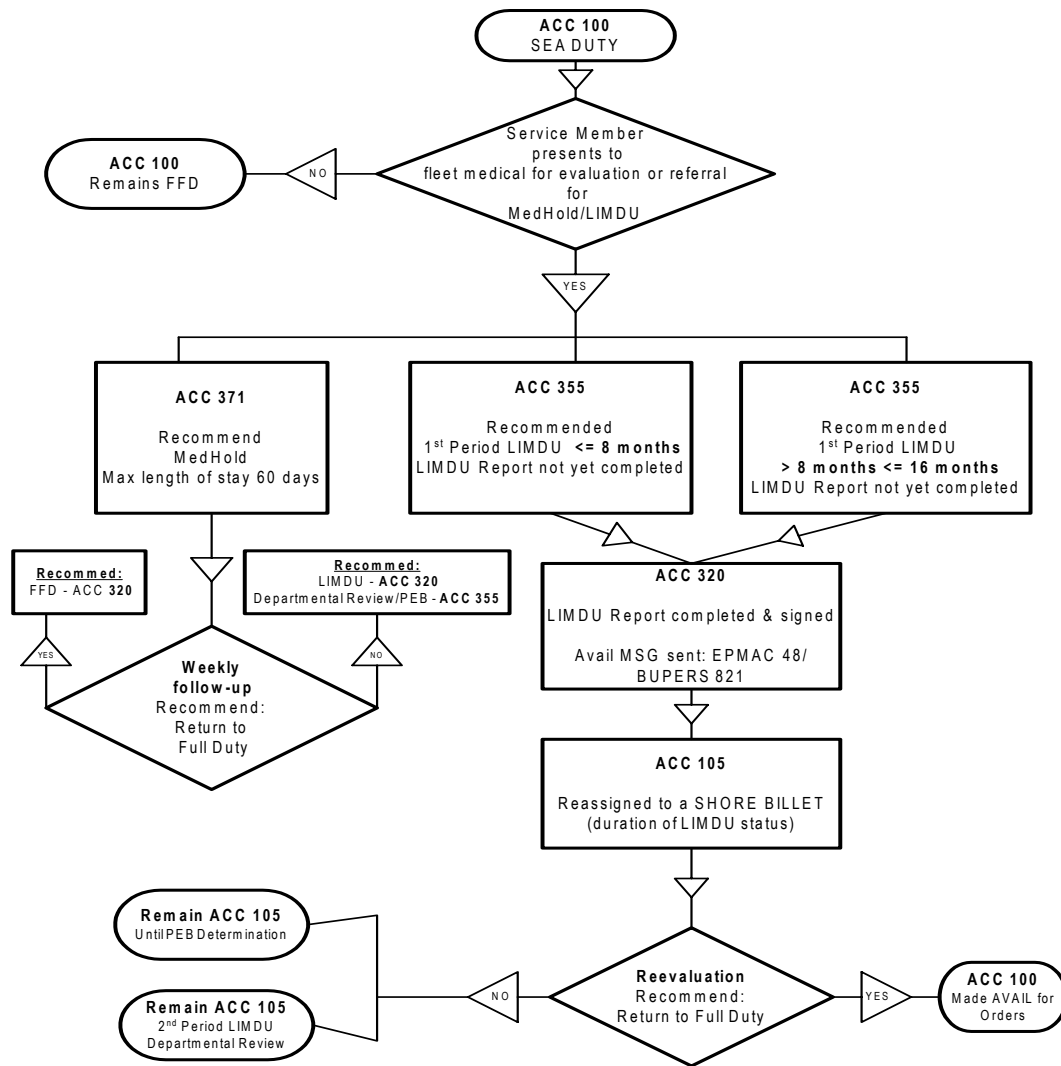 ACC 100
SEA DUTY
Service Member
presents to
fleet medical for evaluation or referral
for
MedHold/LIMDU
NO
ACC 100
Remains FFD
YES
ACC 371
Recommend
MedHold
Max length of stay 60 days
ACC 355
Recommended
1st Period LIMDU <= 8 months
LIMDU Report not yet completed
ACC 355
Recommended
1st Period LIMDU
> 8 months <= 16 months
LIMDU Report not yet completed
Recommed:
FFD - ACC 320
Recommed:
LIMDU - ACC 320
Departmental Review/PEB - ACC 355
YES
NO
Weekly
follow-up
Recommend:
Return to
Full Duty
ACC 320
LIMDU Report completed & signed
Avail MSG sent: EPMAC 48/
BUPERS 821
ACC 105
Reassigned to a SHORE BILLET
(duration of LIMDU status)
Reevaluation
Recommend:
Return to Full Duty
NO
YES
Remain ACC 105
Until PEB Determination
Remain ACC 105
2nd Period LIMDU
Departmental Review
ACC 100
Made AVAIL for
Orders